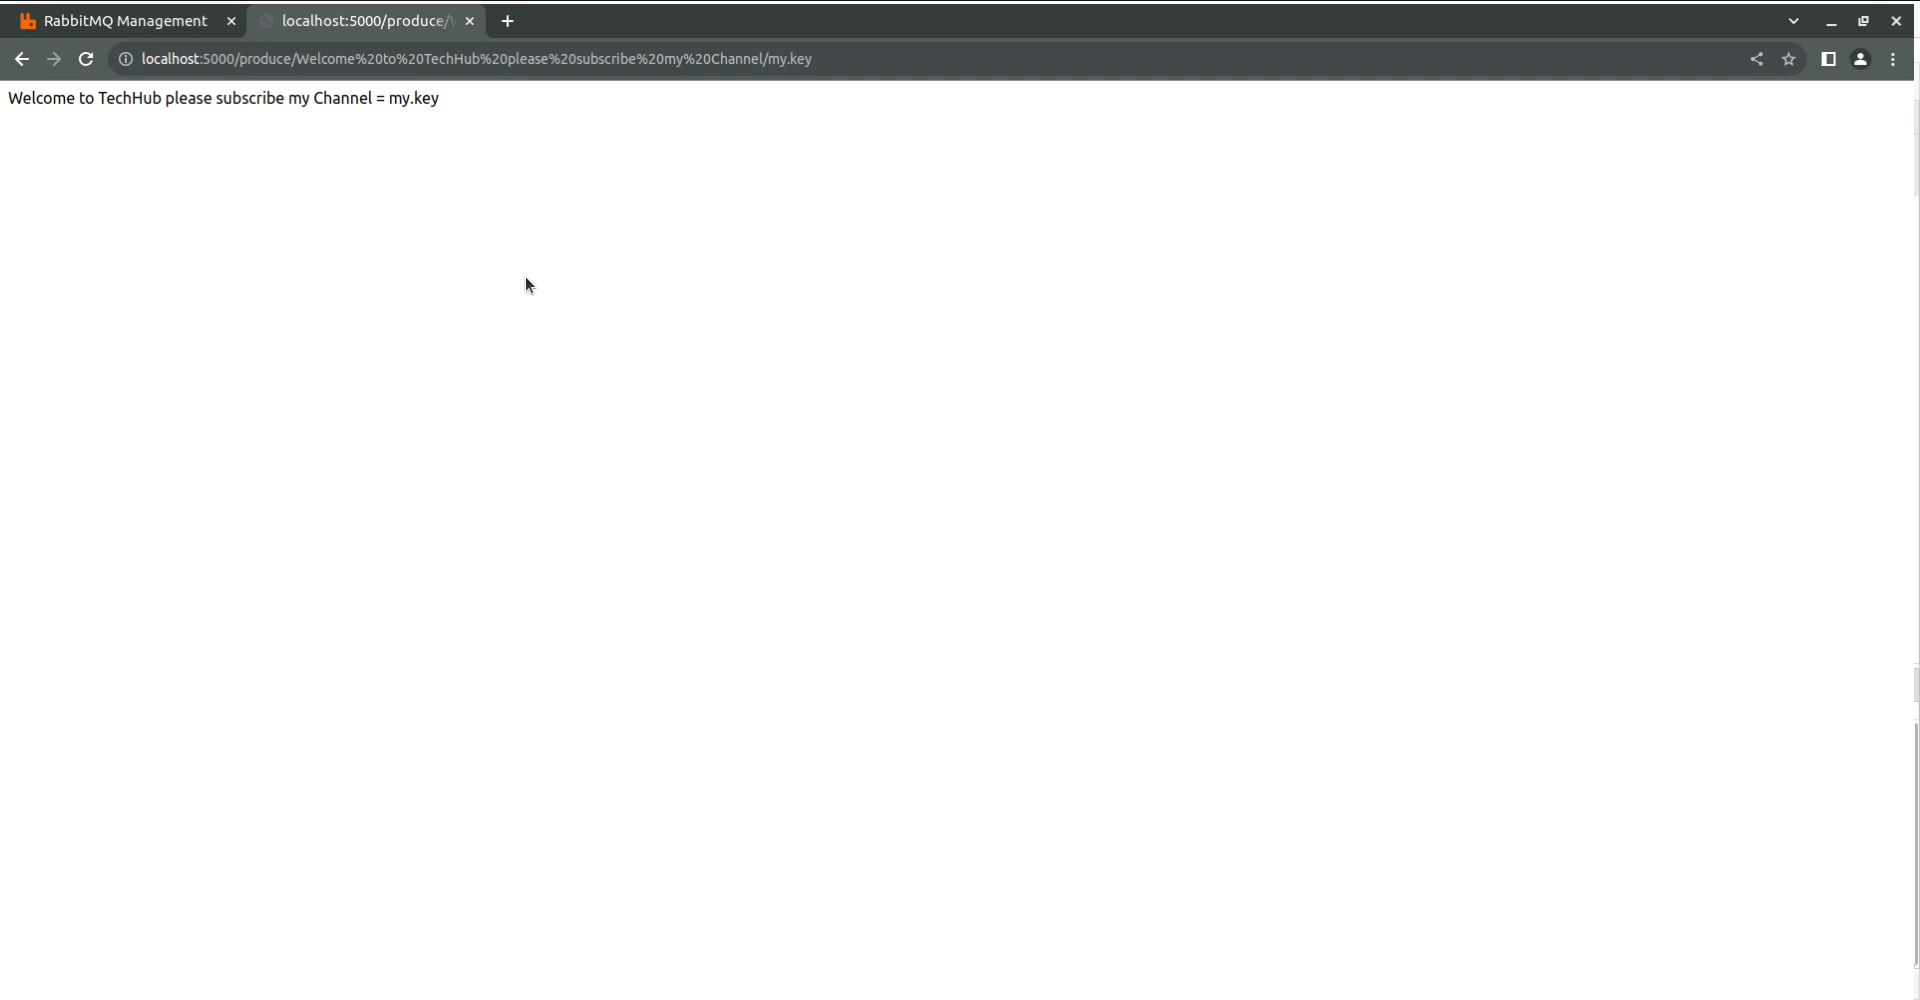 RabbitMQ Management
localhost:5000/produce/
localhost:5000/produce/Welcome%20to%20TechHub%20please%20subscribe%20my%20Channel/my.key
Welcome to TechHub please subscribe my Channel = my.key